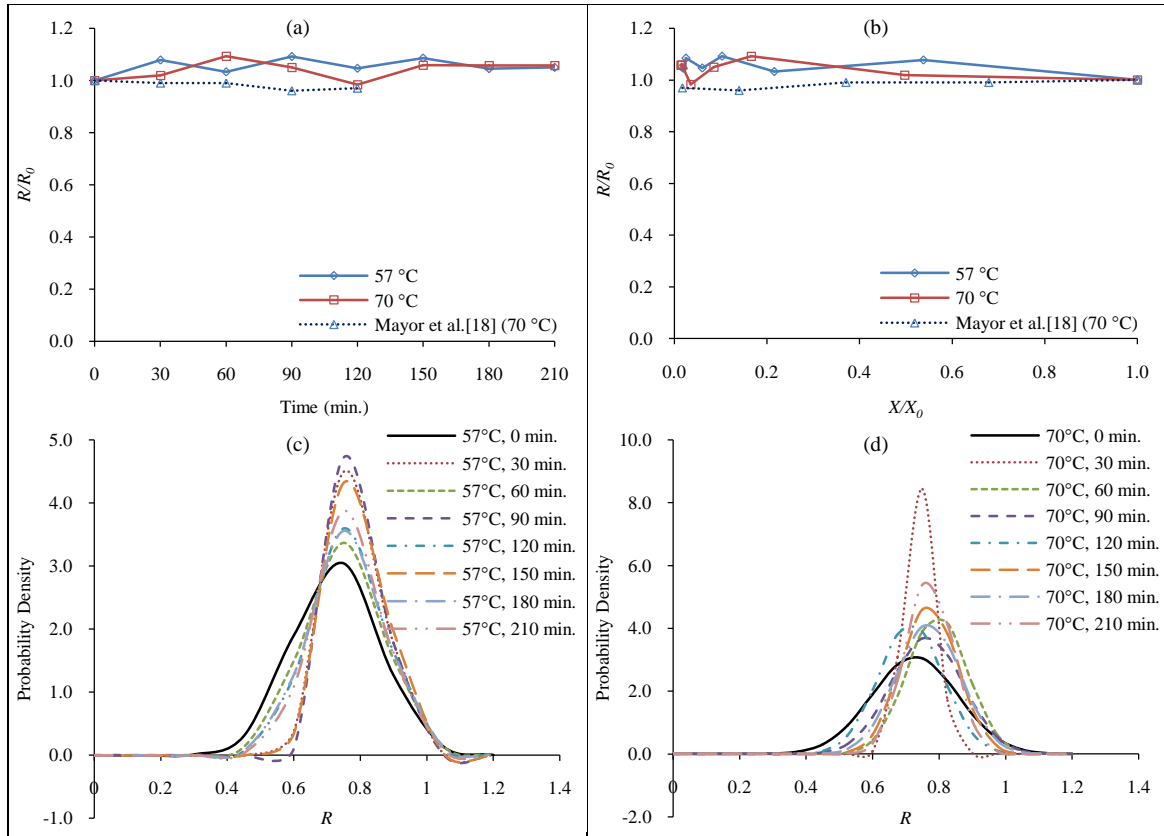 (a)
1.2
1.0
0.8
0.6
0.4
0.2
0.0
R/R0
57 °C
70 °C
Mayor et al.[18] (70 °C)
0 30 60 90 120 150 180 210
Time (min.)
(b)
1.2
1.0
0.8
0.6
0.4
0.2
0.0
R/R0
57 °C
70 °C
Mayor et al.[18] (70 °C)
0.0 0.2 0.4 0.6 0.8 1.0
X/X0
(c)
5.0
4.0
3.0
2.0
1.0
0.0
-1.0
Probability Density
57°C, 0 min.
57°C, 30 min.
57°C, 60 min.
57°C, 90 min.
57°C, 120 min.
57°C, 150 min.
57°C, 180 min.
57°C, 210 min.
0 0.2 0.4 0.6 0.8 1 1.2 1.4
R
(d)
10.0
8.0
6.0
4.0
2.0
0.0
-2.0
Probability Density
70°C, 0 min.
70°C, 30 min.
70°C, 60 min.
70°C, 90 min.
70°C, 120 min.
70°C, 150 min.
70°C, 180 min.
70°C, 210 min.
0 0.2 0.4 0.6 0.8 1 1.2 1.4
R